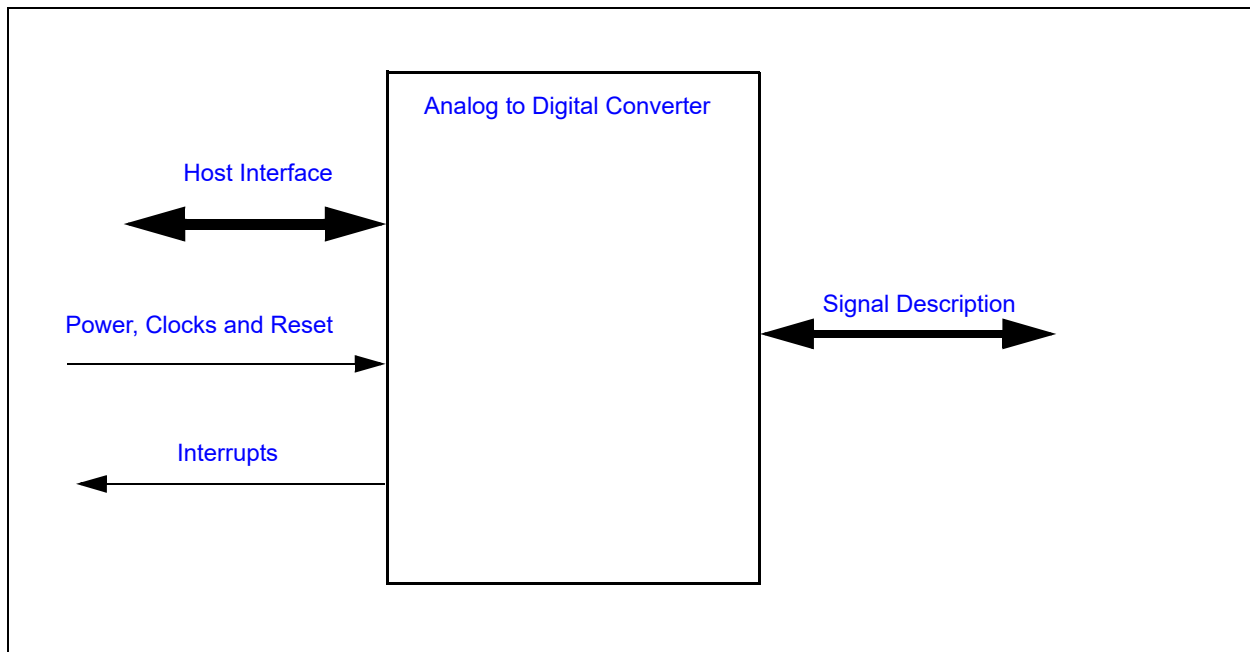 Analog to Digital Converter
Host Interface
Signal Description
Power, Clocks and Reset
Interrupts